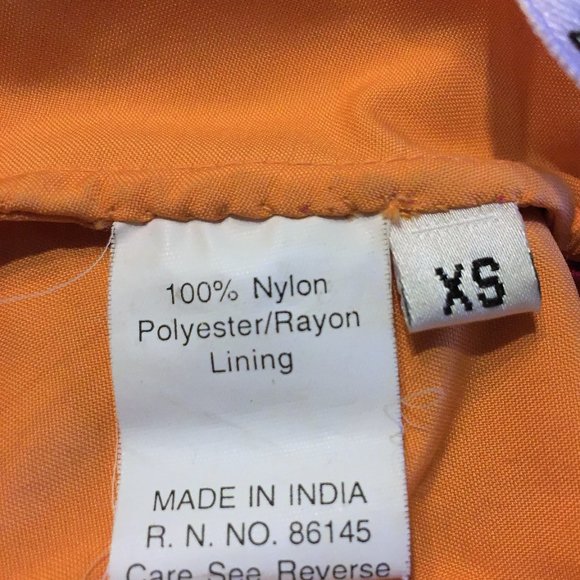 100% Nylon
Polyester/Rayon
Lining
MADE IN INDIA
R. N. NO. 86145
Care See Reverse
XS